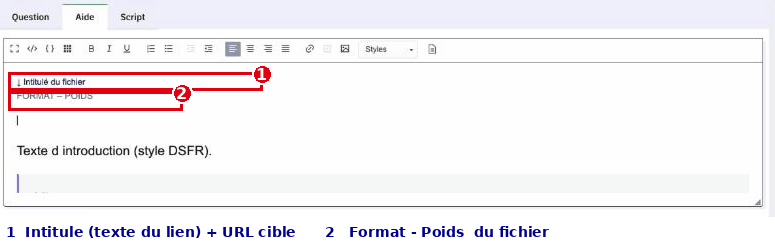 Question Aide Script
B I U Styles
↓ Intitulé du fichier 1
FORMAT – POIDS 2
Texte d introduction (style DSFR).
1 Intitule (texte du lien) + URL cible 2 Format - Poids du fichier